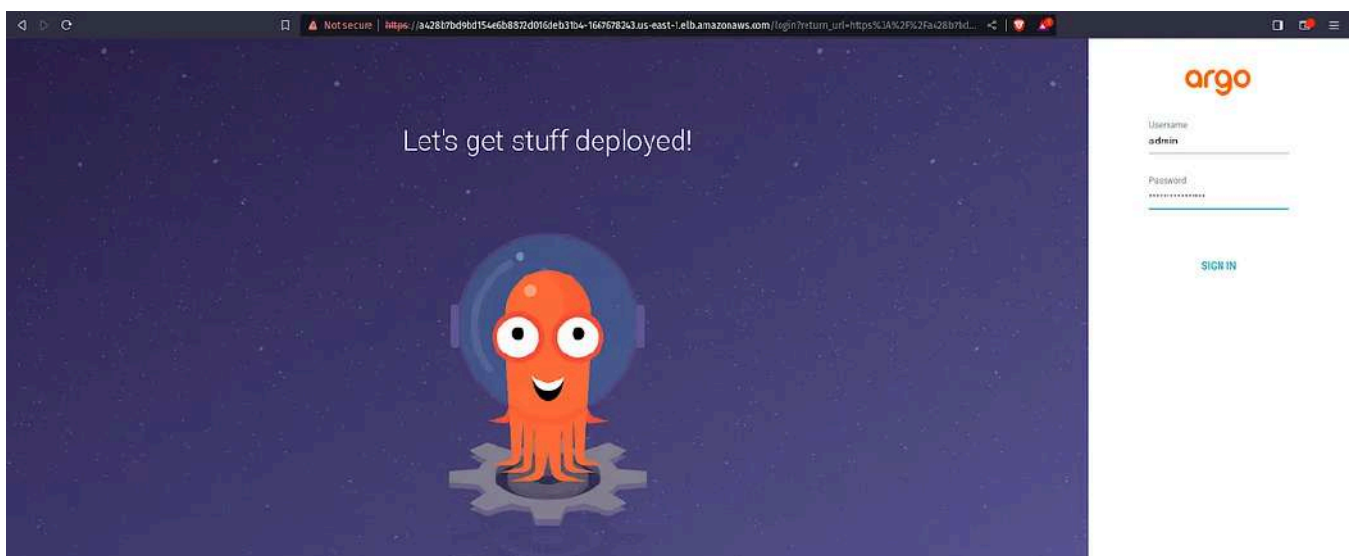 Not secure | https://a428b7bd9bd154e6b8872d016deb31b4-1667678243.us-east-1.elb.amazonaws.com/login?return_url=https%3A%2F%2Fa428b7bd...
argo
Let's get stuff deployed!
Username
admin
Password
SIGN IN